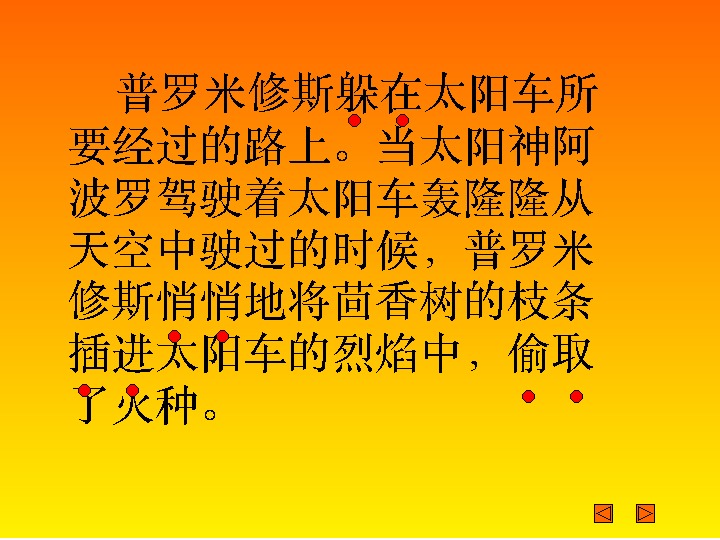 普罗米修斯躲在太阳车所
要经过的路上。当太阳神阿
波罗驾驶着太阳车轰隆隆从
天空中驶过的时候，普罗米
修斯悄悄地将茴香树的枝条
插进太阳车的烈焰中，偷取
了火种。